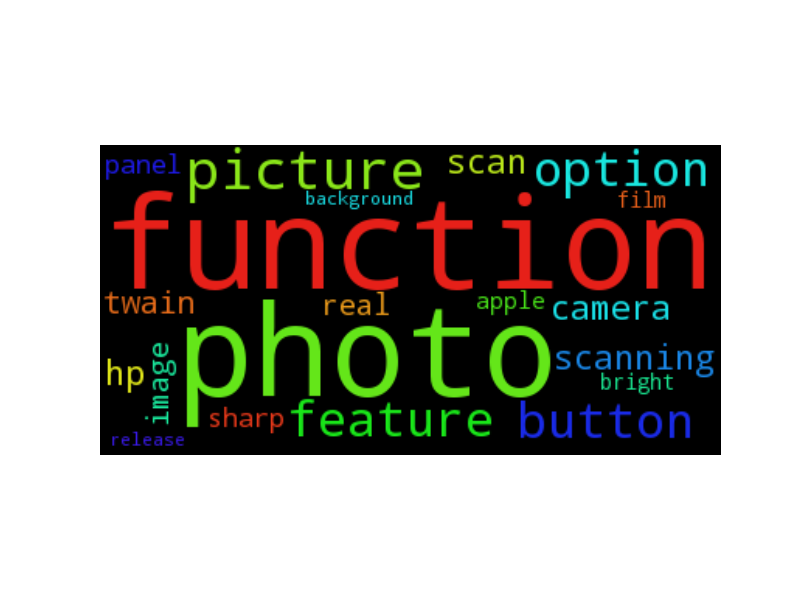 panel picture scan option
background film
function
twain real apple camera
photo
hp image scanning
bright
sharp feature button
release